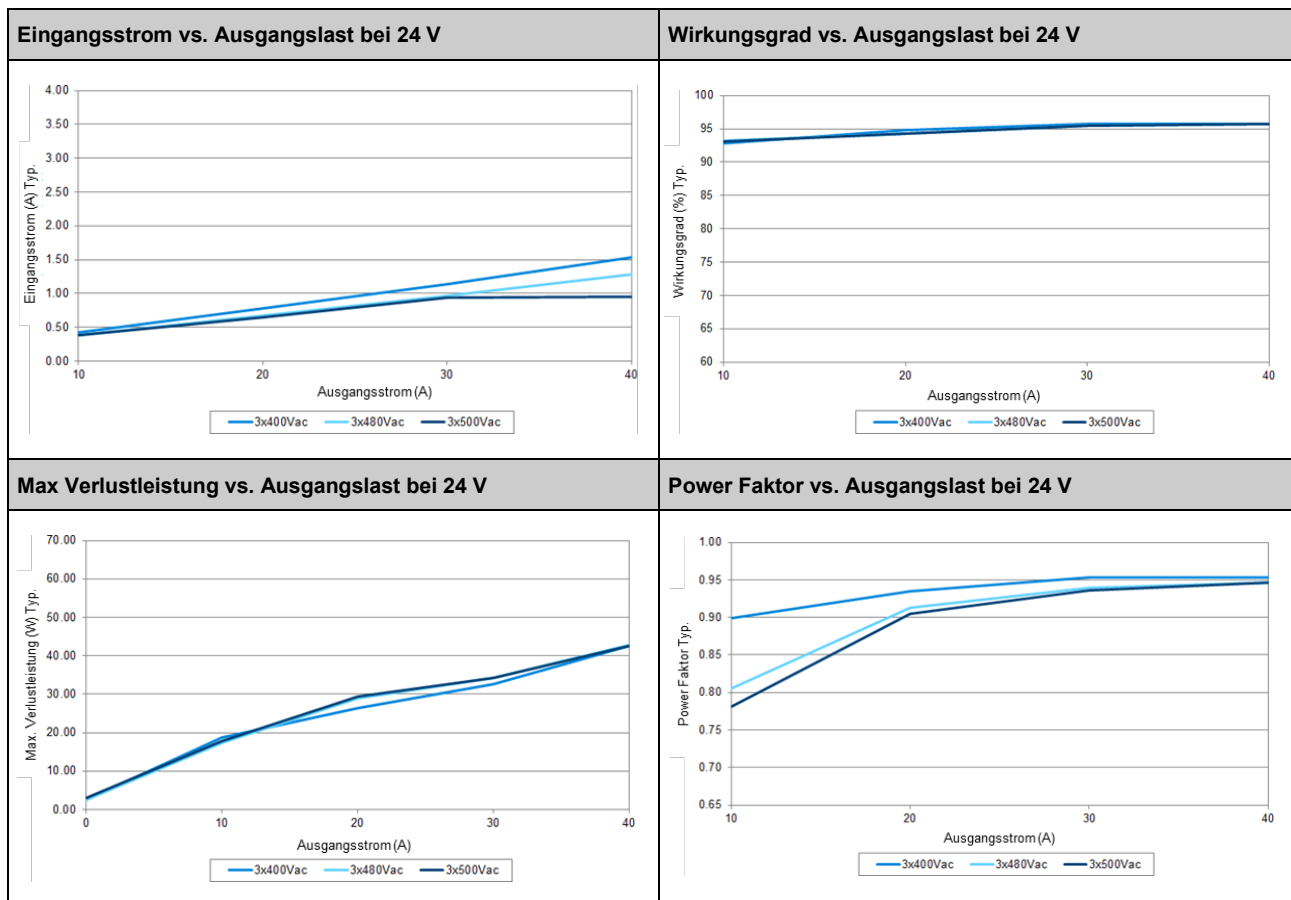 Eingangsstrom vs. Ausgangslast bei 24 V
Wirkungsgrad vs. Ausgangslast bei 24 V
4.00
3.50
3.00
2.50
2.00
1.50
1.00
0.50
0.00
Eingangsstrom (A) Typ.
10
20
30
40
Ausgangsstrom (A)
3x400Vac
3x480Vac
3x500Vac
100
95
90
85
80
75
70
65
60
Wirkungsgrad (%) Typ.
10
20
30
40
Ausgangsstrom (A)
3x400Vac
3x480Vac
3x500Vac
Max Verlustleistung vs. Ausgangslast bei 24 V
Power Faktor vs. Ausgangslast bei 24 V
70.00
60.00
50.00
40.00
30.00
20.00
10.00
0.00
Max. Verlustleistung (W) Typ.
0
10
20
30
40
Ausgangsstrom (A)
3x400Vac
3x480Vac
3x500Vac
1.00
0.95
0.90
0.85
0.80
0.75
0.70
0.65
Power Faktor Typ.
10
20
30
40
Ausgangsstrom (A)
3x400Vac
3x480Vac
3x500Vac